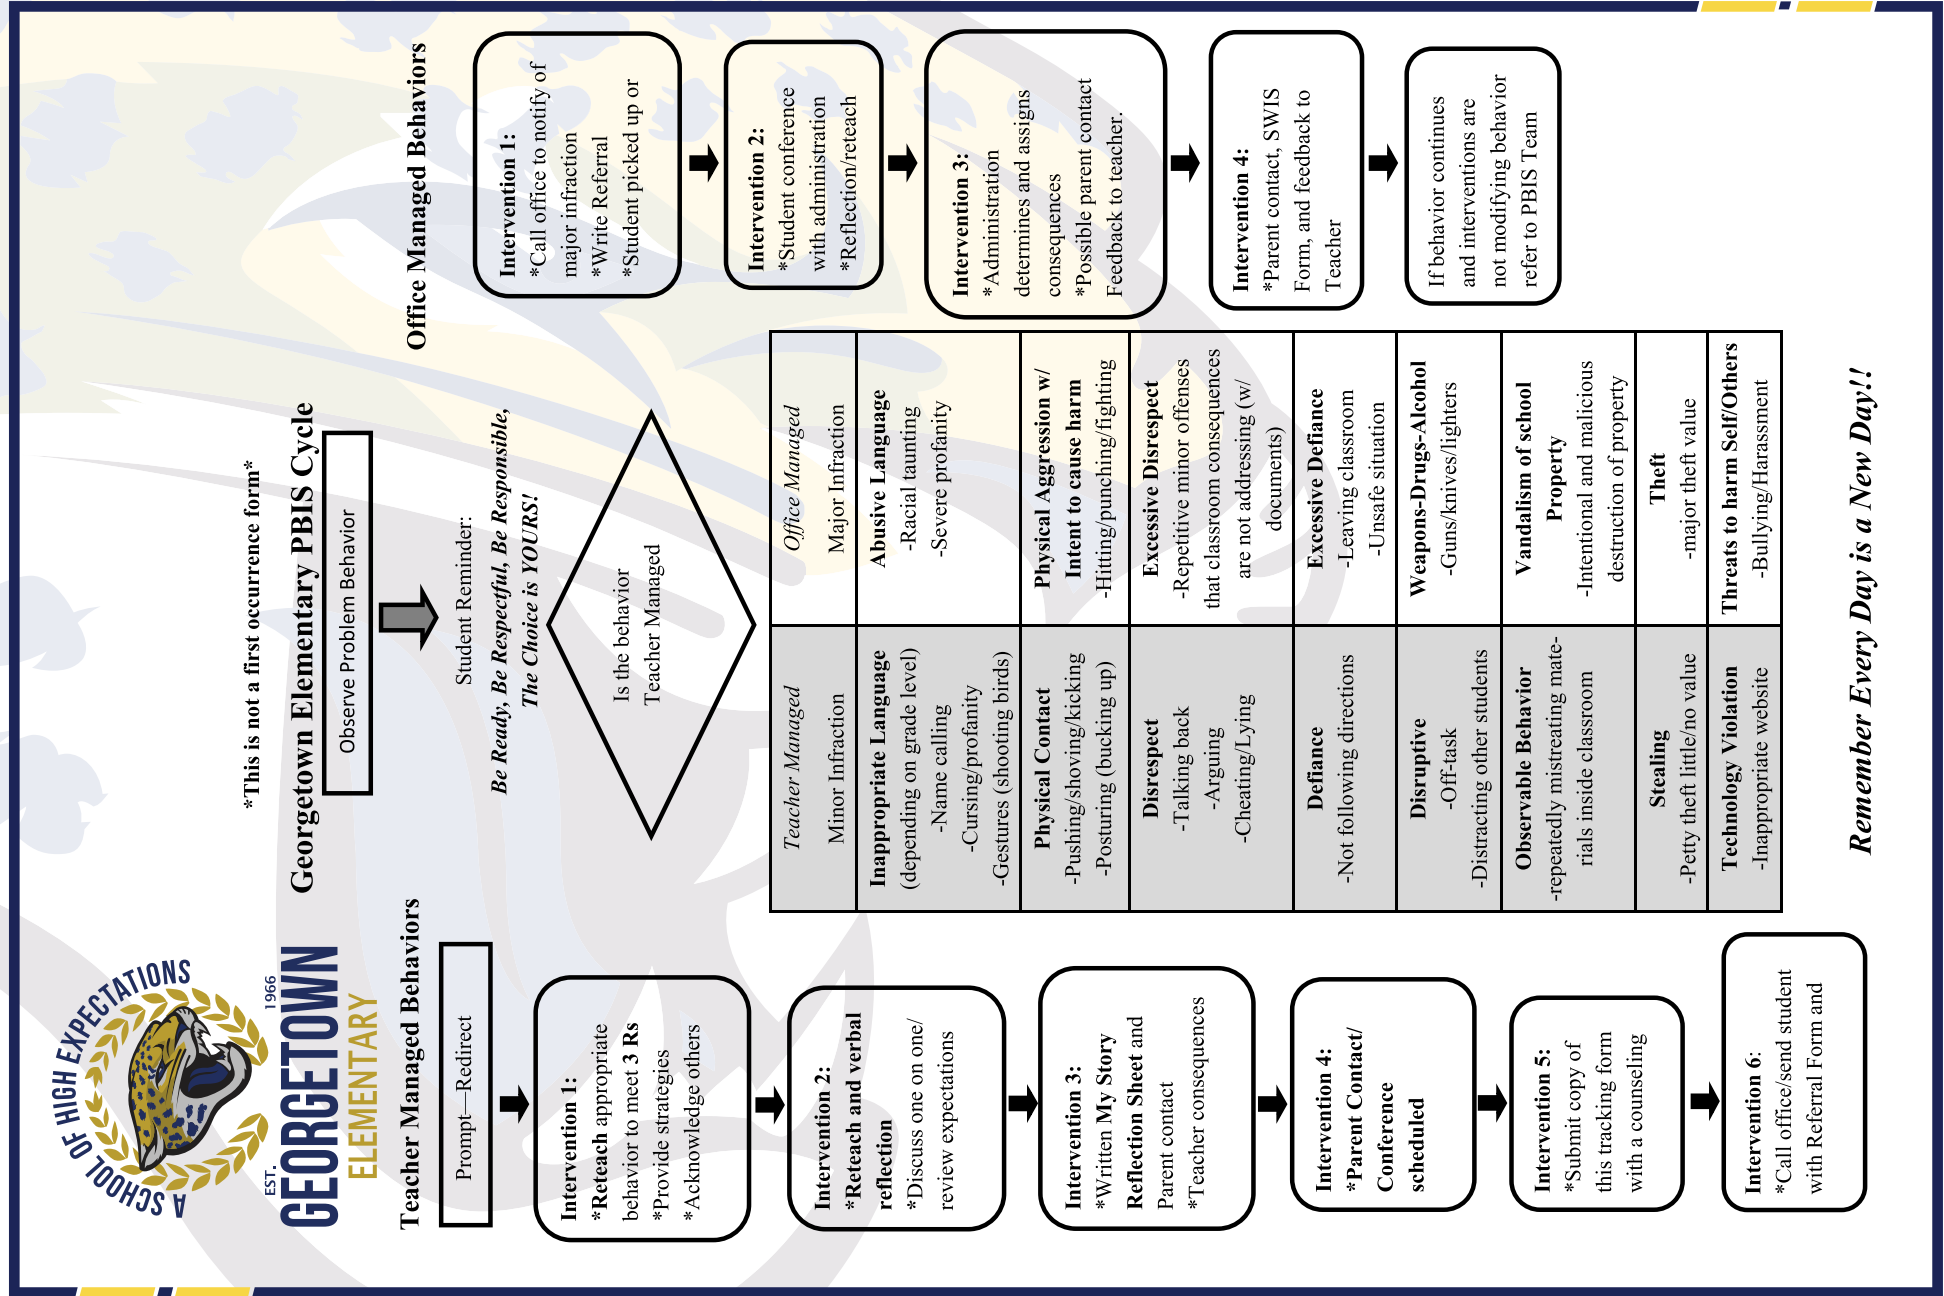 A SCHOOL OF HIGH EXPECTATIONS
EST. 1966
GEORGETOWN
ELEMENTARY
*This is not a first occurrence form*
Georgetown Elementary PBIS Cycle
Observe Problem Behavior
Student Reminder:
Be Ready, Be Respectful, Be Responsible,
The Choice is YOURS!
Is the behavior
Teacher Managed
Teacher Managed Behaviors
Prompt—Redirect
Intervention 1:
*Reteach appropriate
behavior to meet 3 Rs
*Provide strategies
*Acknowledge others
Intervention 2:
*Reteach and verbal
reflection
*Discuss one on one/
review expectations
Intervention 3:
*Written My Story
Reflection Sheet and
Parent contact
*Teacher consequences
Intervention 4:
*Parent Contact/
Conference
scheduled
Intervention 5:
*Submit copy of
this tracking form
with a counseling
Intervention 6:
*Call office/send student
with Referral Form and
Teacher Managed
Minor Infraction
Office Managed
Major Infraction
Inappropriate Language
(depending on grade level)
-Name calling
-Cursing/profanity
-Gestures (shooting birds)
Abusive Language
-Racial taunting
-Severe profanity
Physical Contact
-Pushing/shoving/kicking
-Posturing (bucking up)
Physical Aggression w/
Intent to cause harm
-Hitting/punching/fighting
Disrespect
-Talking back
-Arguing
-Cheating/Lying
Excessive Disrespect
-Repetitive minor offenses
that classroom consequences
are not addressing (w/
documents)
Defiance
-Not following directions
Excessive Defiance
-Leaving classroom
-Unsafe situation
Disruptive
-Off-task
-Distracting other students
Weapons-Drugs-Alcohol
-Guns/knives/lighters
Observable Behavior
-repeatedly mistreating mate-
rials inside classroom
Vandalism of school
Property
-Intentional and malicious
destruction of property
Stealing
-Petty theft little/no value
Theft
-major theft value
Technology Violation
-Inappropriate website
Threats to harm Self/Others
-Bullying/Harassment
Office Managed Behaviors
Intervention 1:
*Call office to notify of
major infraction
*Write Referral
*Student picked up or
Intervention 2:
*Student conference
with administration
*Reflection/reteach
Intervention 3:
*Administration
determines and assigns
consequences
*Possible parent contact
Feedback to teacher.
Intervention 4:
*Parent contact, SWIS
Form, and feedback to
Teacher
If behavior continues
and interventions are
not modifying behavior
refer to PBIS Team
Remember Every Day is a New Day!!